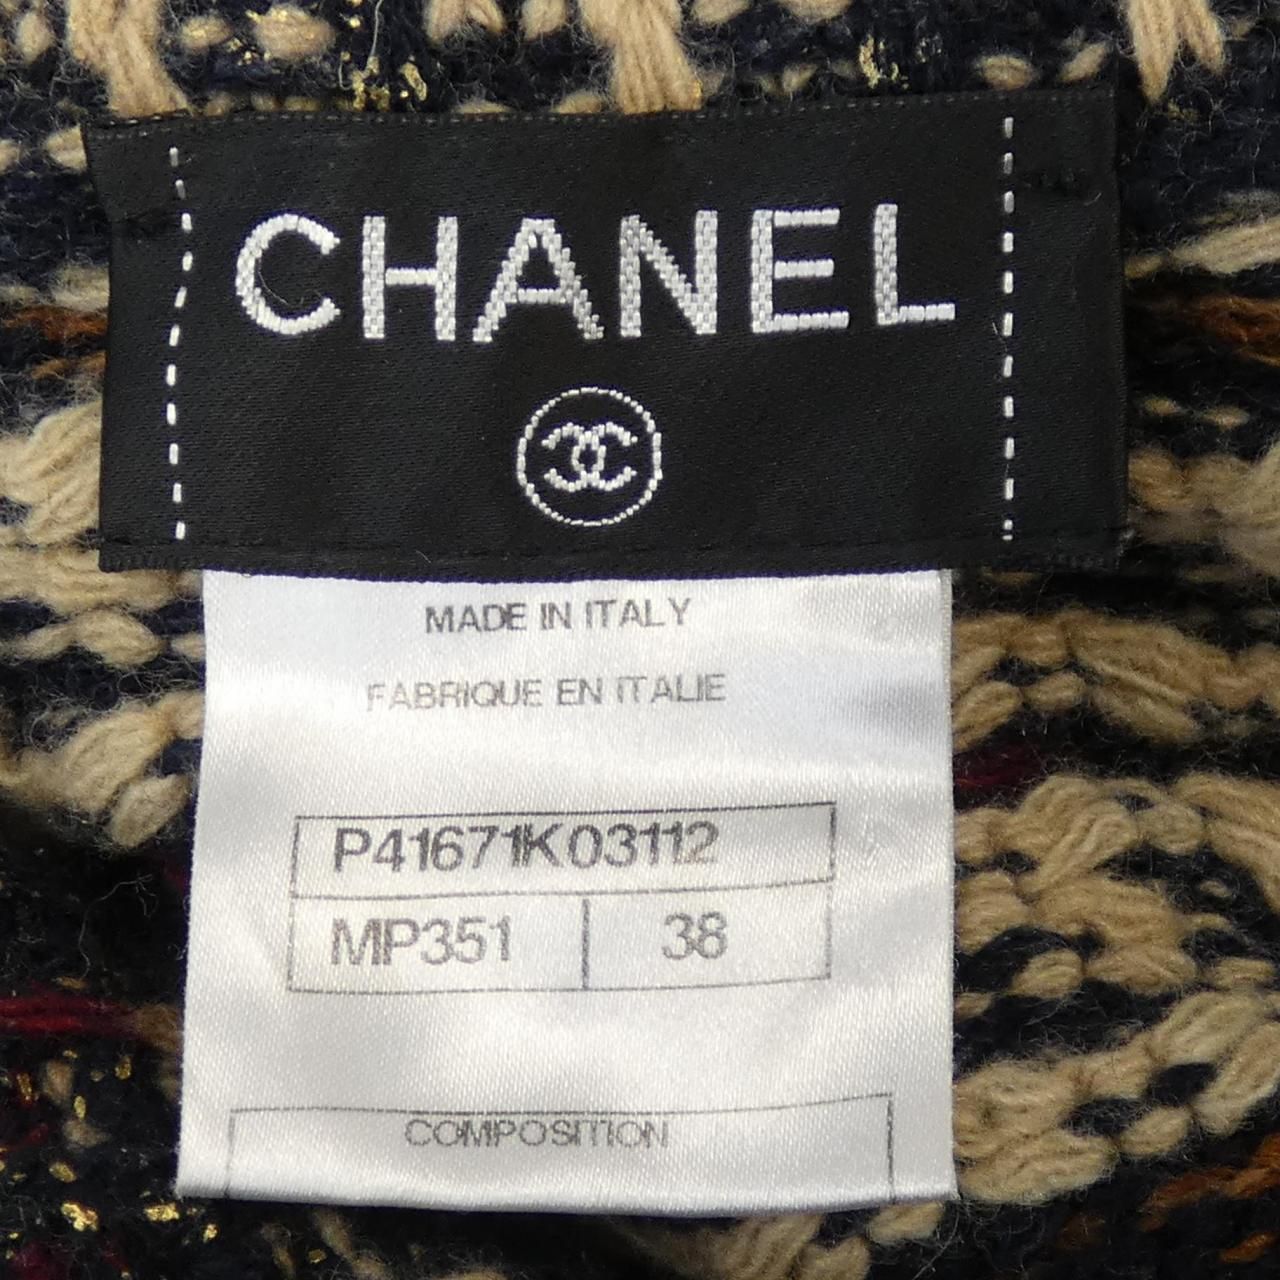 CHANEL
MADE IN ITALY
FABRIQUE EN ITALIE
P41671K03112
MP351 38
COMPOSITION